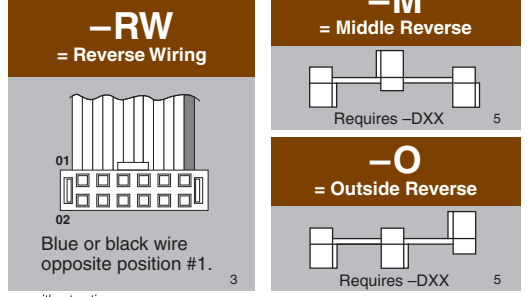 –RW
= Reverse Wiring
01
02
Blue or black wire
opposite position #1.
3
–M
= Middle Reverse
Requires –DXX
5
–O
= Outside Reverse
Requires –DXX
5